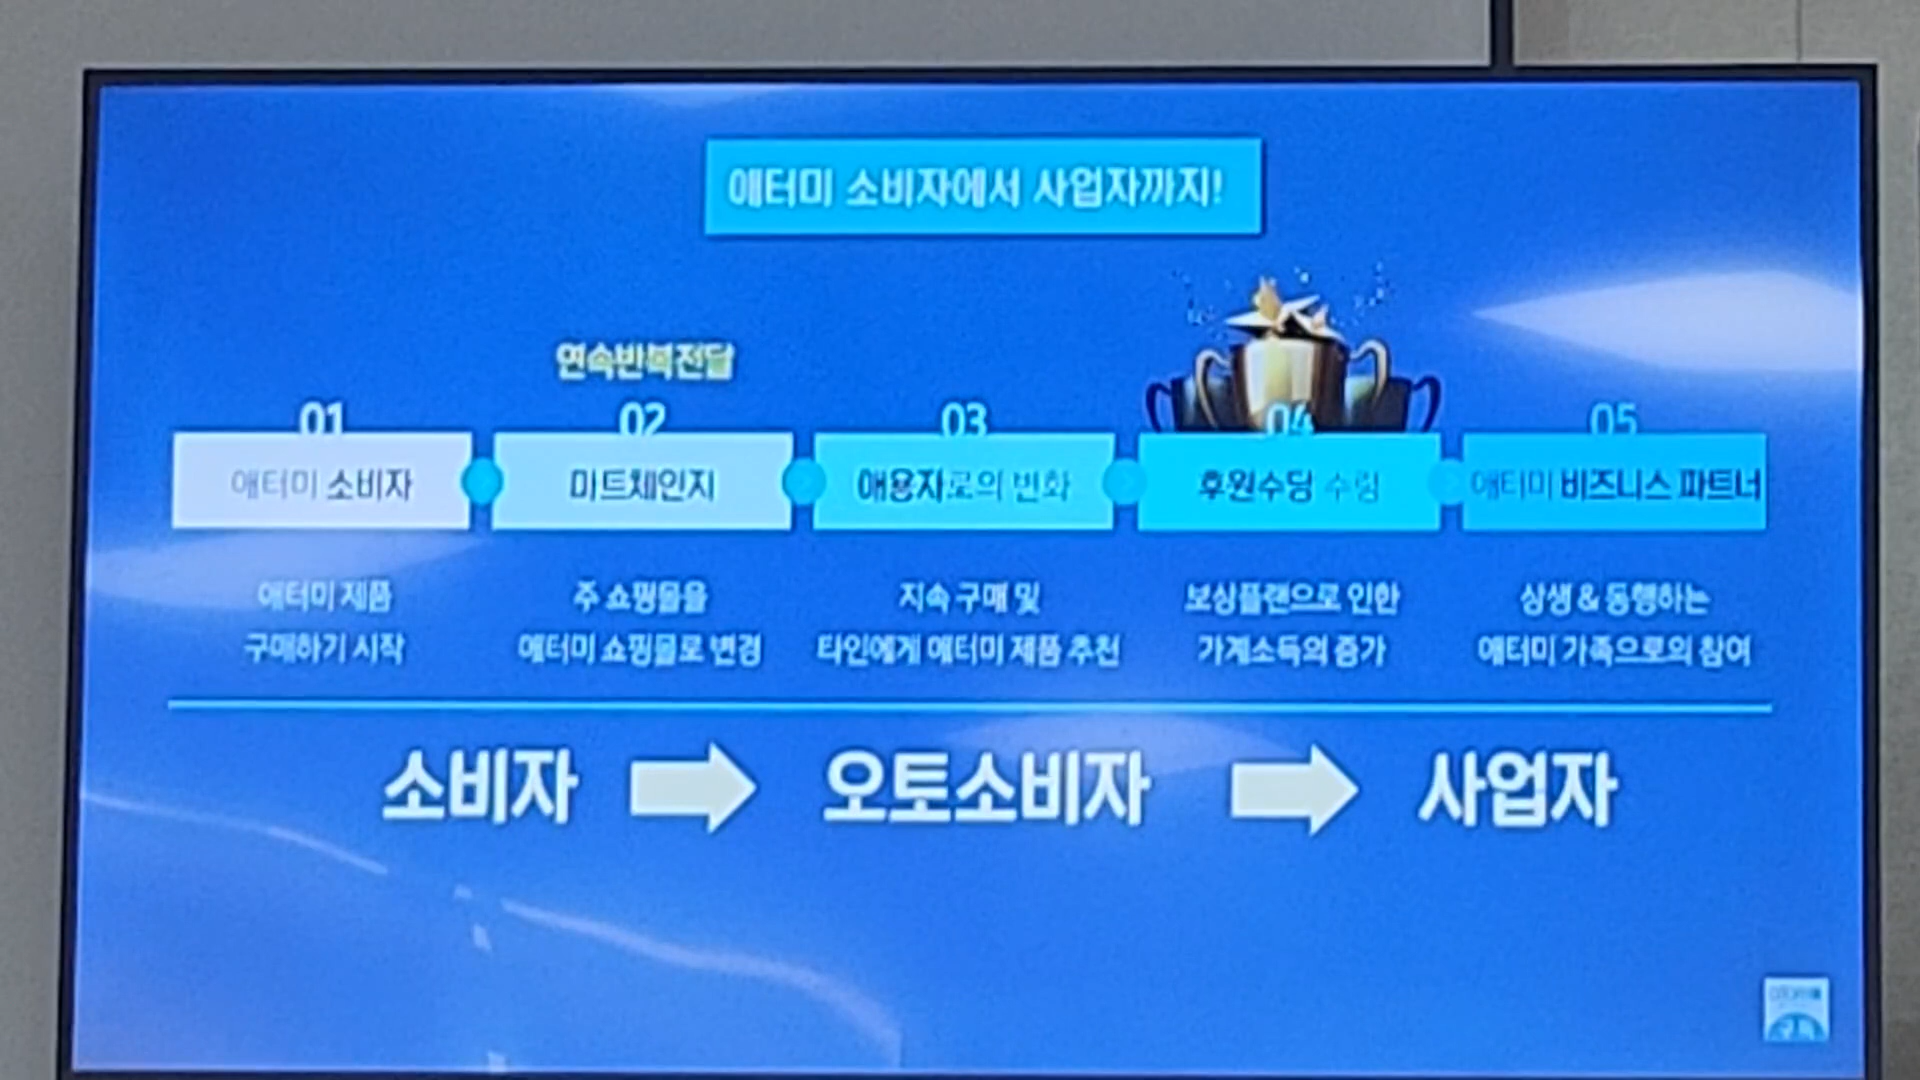 애터미 소비자에서 사업자까지!
연속반복전달
01
애터미 소비자
애터미 제품
구매하기 시작
02
마트체인지
주 쇼핑몰을
애터미 쇼핑몰로 변경
03
애용자로의 변화
지속 구매 및
타인에게 애터미 제품 추천
04
후원수당 수령
보상플랜으로 인한
가계소득의 증가
05
애터미 비즈니스 파트너
상생 & 동행하는
애터미 가족으로의 참여
소비자 오토소비자 사업자